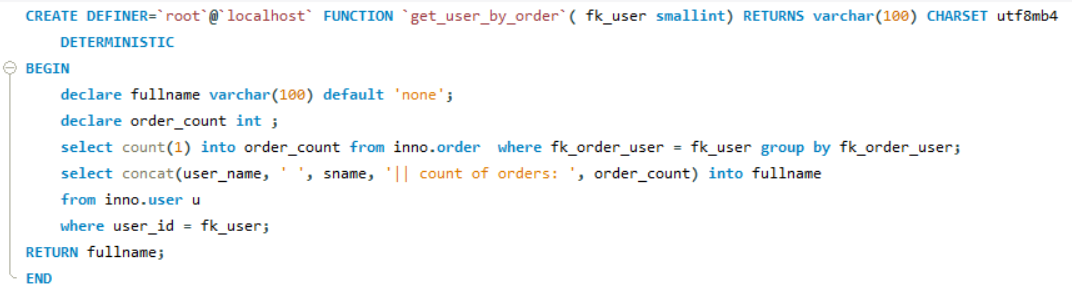 CREATE DEFINER=`root`@`localhost` FUNCTION `get_user_by_order`( fk_user smallint) RETURNS varchar(100) CHARSET utf8mb4
DETERMINISTIC
BEGIN
declare fullname varchar(100) default 'none';
declare order_count int ;
select count(1) into order_count from inno.order  where fk_order_user = fk_user group by fk_order_user;
select concat(user_name, ' ', sname, '|| count of orders: ', order_count) into fullname
from inno.user u
where user_id = fk_user;
RETURN fullname;
END